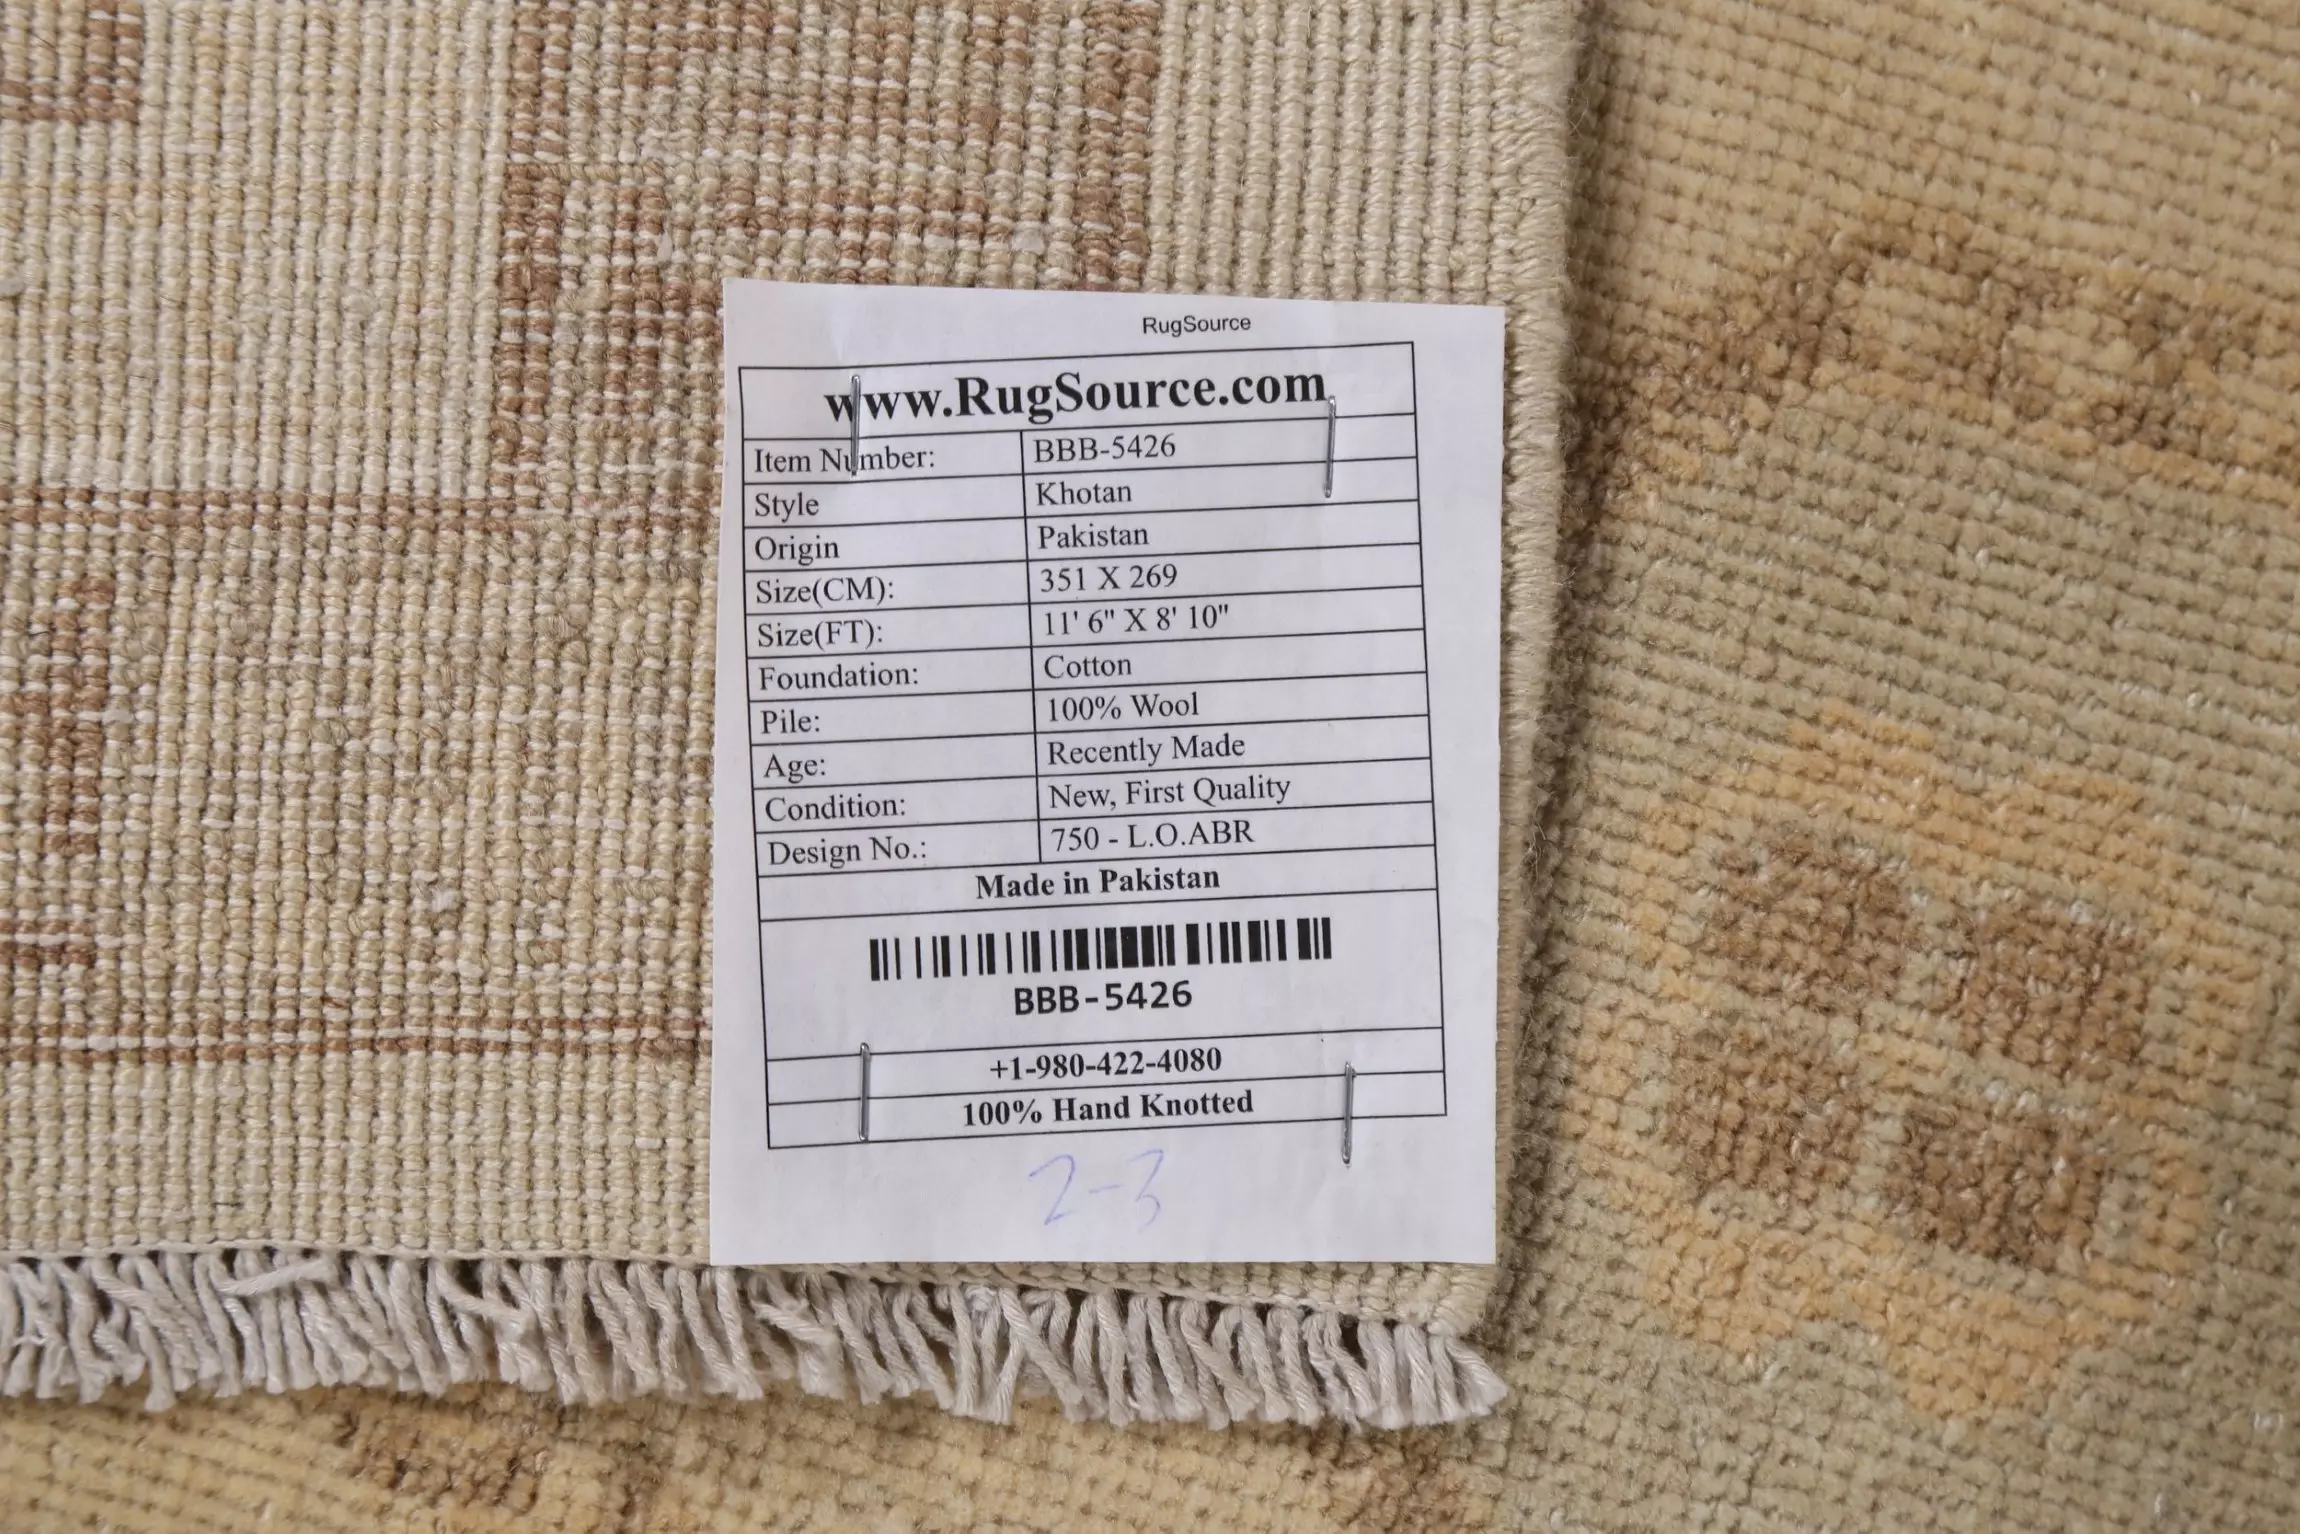 RugSource
www.RugSource.com
Item Number: BBB-5426
Style Khotan
Origin Pakistan
Size(CM): 351 X 269
Size(FT): 11' 6" X 8' 10"
Foundation: Cotton
Pile: 100% Wool
Age: Recently Made
Condition: New, First Quality
Design No.: 750 - L.O.ABR
Made in Pakistan
BBB-5426
+1-980-422-4080
100% Hand Knotted
2-3